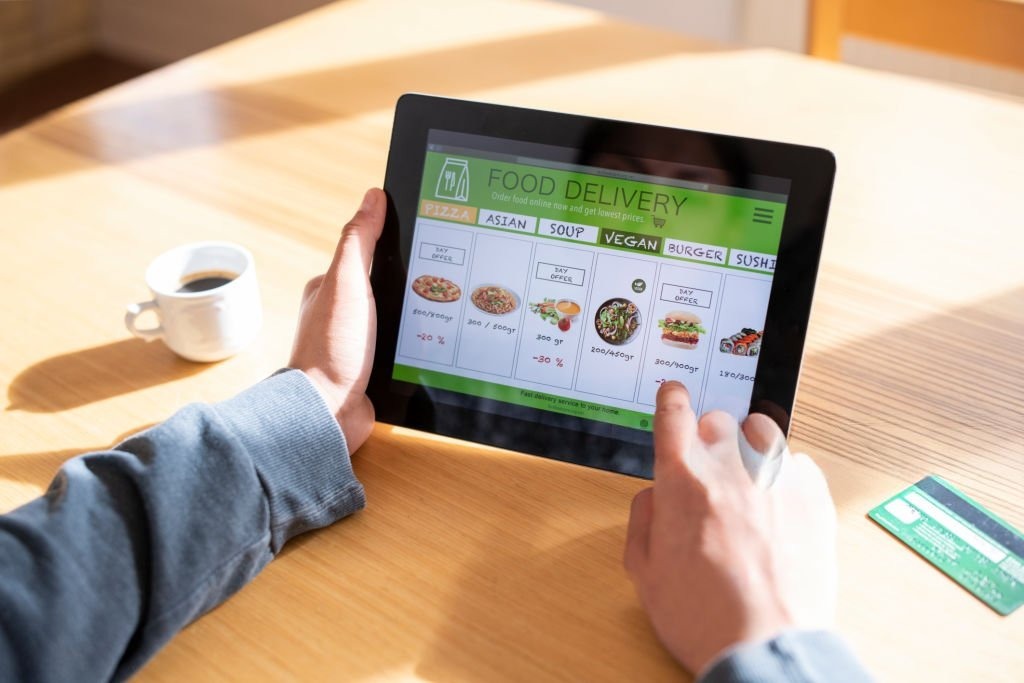 FOOD DELIVERY
Order food online now and get lowest prices
PIZZA
ASIAN
SOUP
VEGAN
BURGER
SUSHI
DAY
OFFER
500/800gr
-20 %
300 / 500gr
DAY
OFFER
300 gr
-30 %
200/450gr
DAY
OFFER
300/900gr
180/300
Fast delivery service to your home.